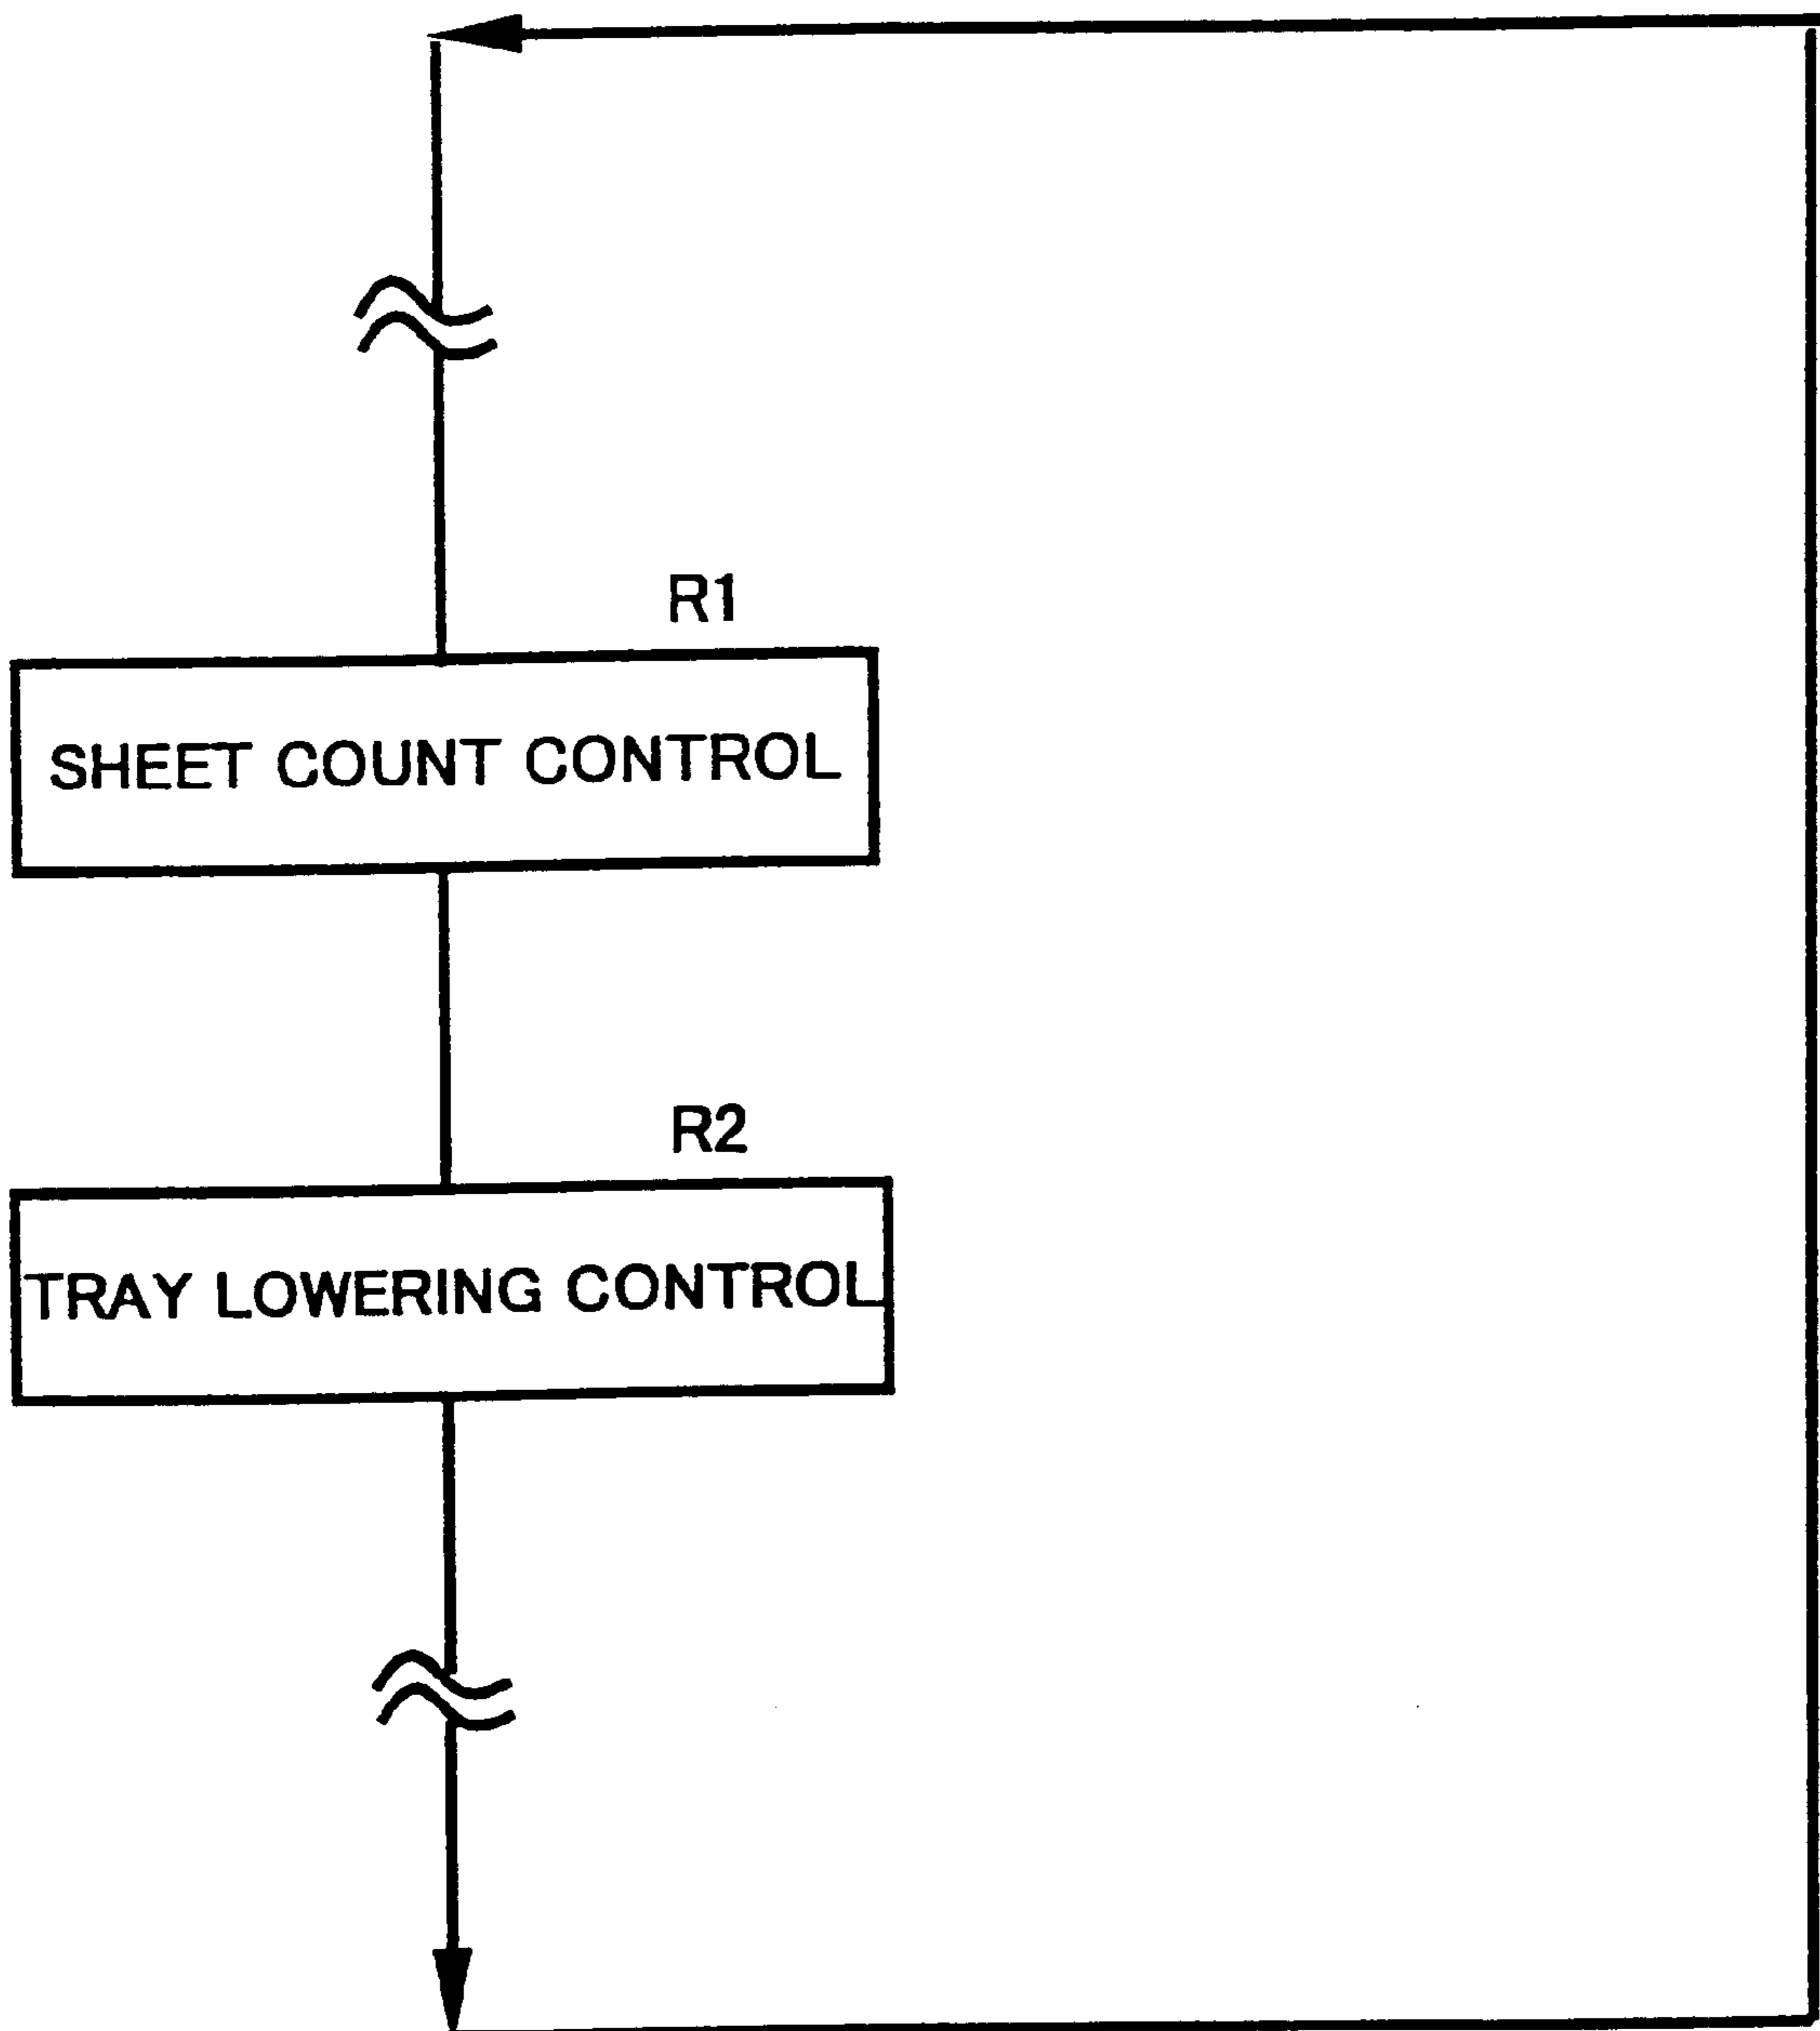 R1
SHEET COUNT CONTROL
R2
TRAY LOWERING CONTROL